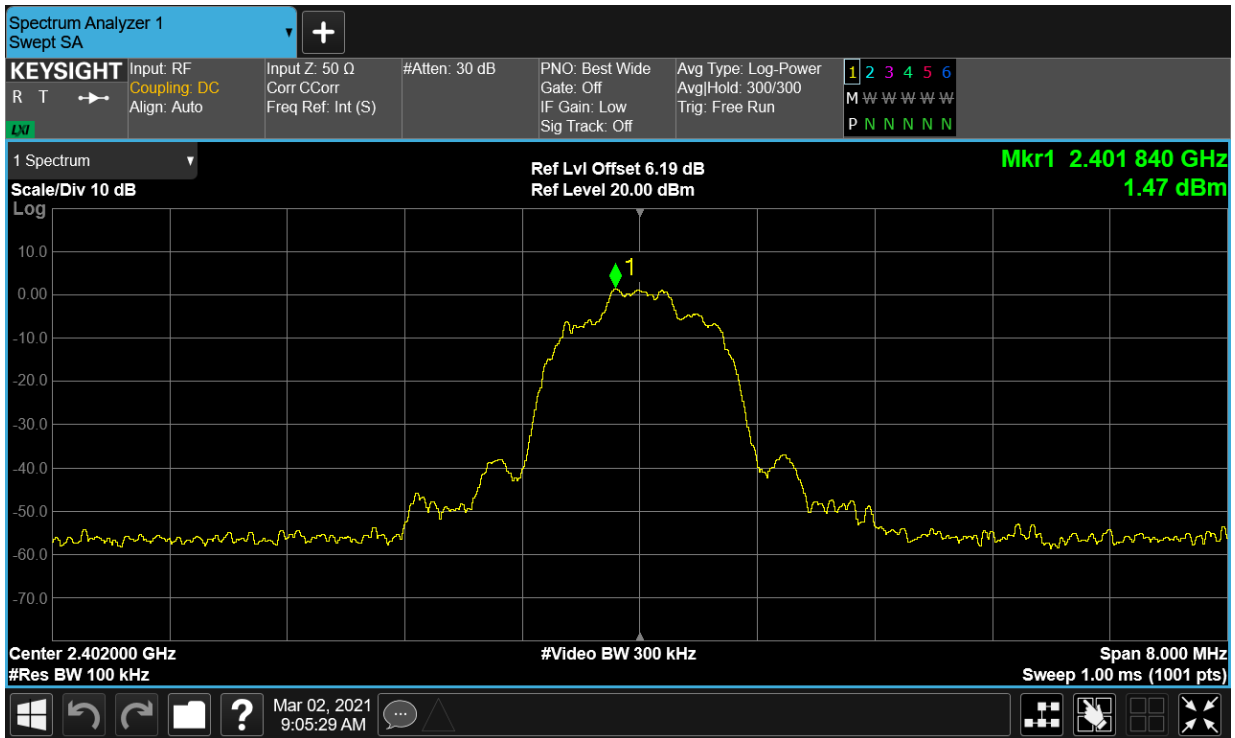 Spectrum Analyzer 1
Swept SA
KEYSIGHT
R T
LXI
Input: RF
Coupling: DC
Align: Auto
Input Z: 50 Ω
Corr CCorr
Freq Ref: Int (S)
#Atten: 30 dB
PNO: Best Wide
Gate: Off
IF Gain: Low
Sig Track: Off
Avg Type: Log-Power
Avg|Hold: 300/300
Trig: Free Run
1 2 3 4 5 6
M W W W W W
P N N N N N
1 Spectrum
Scale/Div 10 dB
Log
Ref Lvl Offset 6.19 dB
Ref Level 20.00 dBm
Mkr1 2.401 840 GHz
1.47 dBm
1
10.0
0.00
-10.0
-20.0
-30.0
-40.0
-50.0
-60.0
-70.0
Center 2.402000 GHz
#Res BW 100 kHz
#Video BW 300 kHz
Span 8.000 MHz
Sweep 1.00 ms (1001 pts)
?
Mar 02, 2021
9:05:29 AM